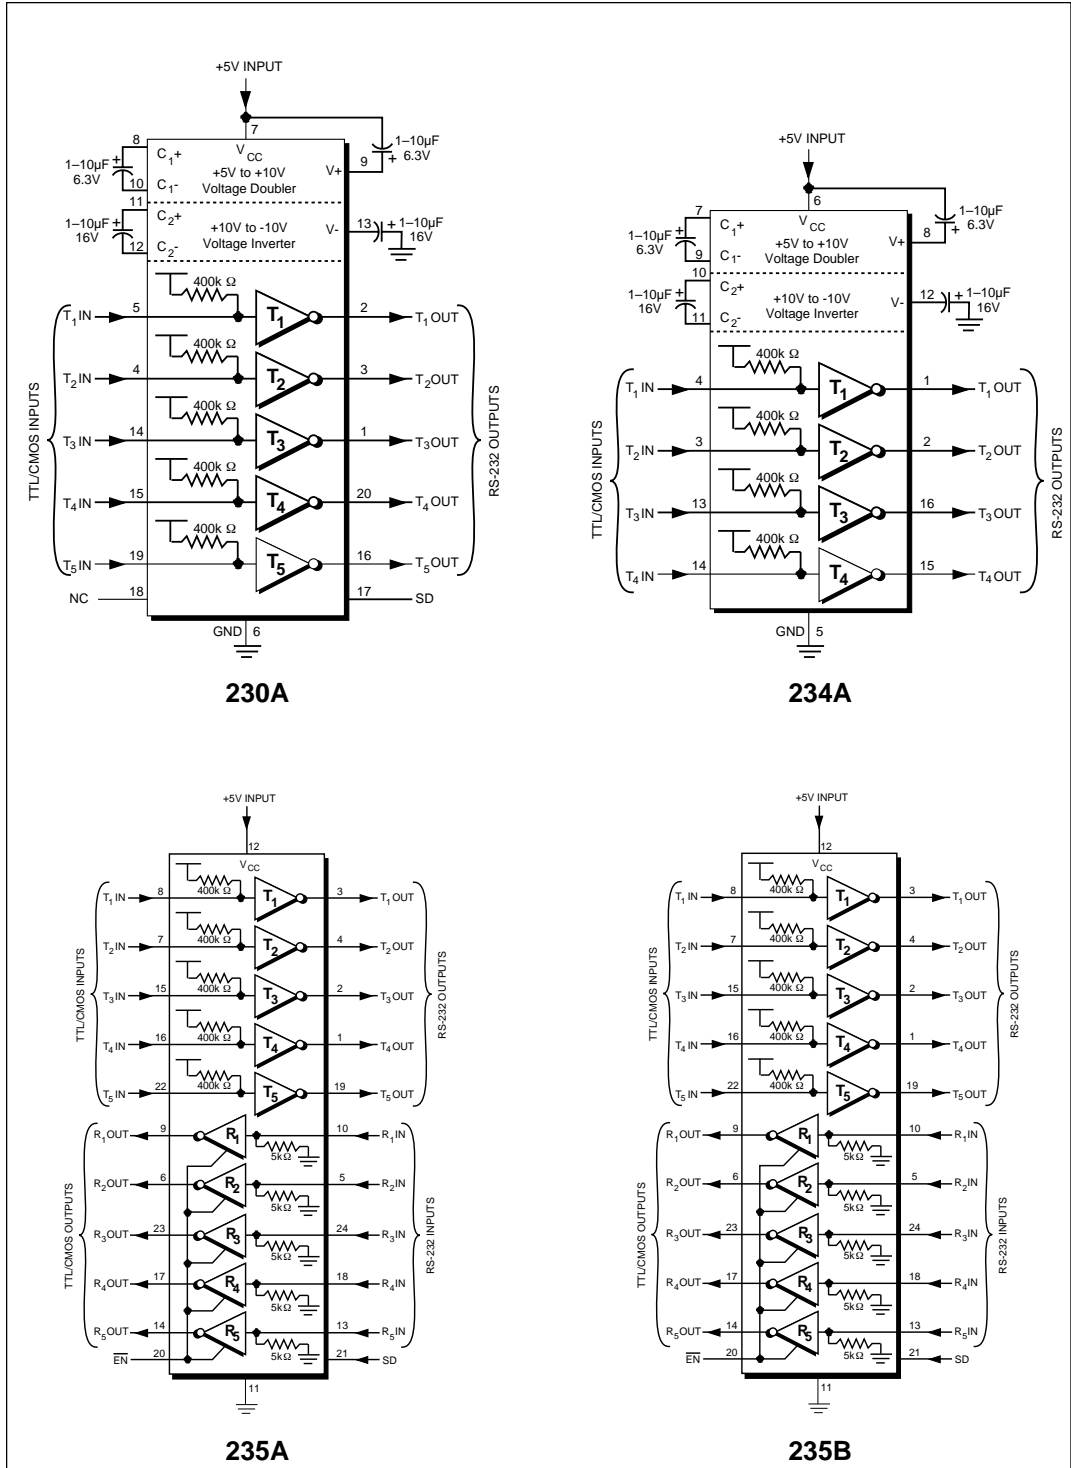 +5V INPUT
7
8
C1+
VCC
+5V to +10V
Voltage Doubler
V+
9
+
1–10µF
6.3V
1–10µF
6.3V
+
10
C1-
11
C2+
+10V to -10V
Voltage Inverter
V-
13
+
1–10µF
16V
1–10µF
16V
+
12
C2-
TTL/CMOS INPUTS
RS-232 OUTPUTS
400k Ω
T1 IN 5 T1 2 T1 OUT
400k Ω
T2 IN 4 T2 3 T2OUT
400k Ω
T3 IN 14 T3 1 T3OUT
400k Ω
T4 IN 15 T4 20 T4 OUT
400k Ω
T5 IN 19 T5 16 T5 OUT
NC 18 17 SD
GND 6
230A
+5V INPUT
6
7
C1+
VCC
+5V to +10V
Voltage Doubler
V+
8
+
1–10µF
6.3V
1–10µF
6.3V
+
9
C1-
10
C2+
+10V to -10V
Voltage Inverter
V-
12
+
1–10µF
16V
1–10µF
16V
+
11
C2-
TTL/CMOS INPUTS
RS-232 OUTPUTS
400k Ω
T1 IN 4 T1 1 T1 OUT
400k Ω
T2 IN 3 T2 2 T2 OUT
400k Ω
T3 IN 13 T3 16 T3 OUT
400k Ω
T4 IN 14 T4 15 T4 OUT
GND 5
234A
+5V INPUT
12
VCC
TTL/CMOS INPUTS
RS-232 OUTPUTS
T1 IN 8 400k Ω T1 3 T1 OUT
T2 IN 7 400k Ω T2 4 T2 OUT
T3 IN 15 400k Ω T3 2 T3 OUT
T4 IN 16 400k Ω T4 1 T4 OUT
T5 IN 22 400k Ω T5 19 T5 OUT
TTL/CMOS OUTPUTS
RS-232 INPUTS
R1 OUT 9 R1 10 R1 IN
5kΩ
R2 OUT 6 R2 5 R2 IN
5kΩ
R3 OUT 23 R3 24 R3 IN
5kΩ
R4 OUT 17 R4 18 R4 IN
5kΩ
R5 OUT 14 R5 13 R5 IN
5kΩ
EN 20 21 SD
11
235A
+5V INPUT
12
VCC
TTL/CMOS INPUTS
RS-232 OUTPUTS
T1 IN 8 400k Ω T1 3 T1 OUT
T2 IN 7 400k Ω T2 4 T2 OUT
T3 IN 15 400k Ω T3 2 T3 OUT
T4 IN 16 400k Ω T4 1 T4 OUT
T5 IN 22 400k Ω T5 19 T5 OUT
TTL/CMOS OUTPUTS
RS-232 INPUTS
R1 OUT 9 R1 10 R1 IN
5kΩ
R2 OUT 6 R2 5 R2 IN
5kΩ
R3 OUT 23 R3 24 R3 IN
5kΩ
R4 OUT 17 R4 18 R4 IN
5kΩ
R5 OUT 14 R5 13 R5 IN
5kΩ
EN 20 21 SD
11
235B